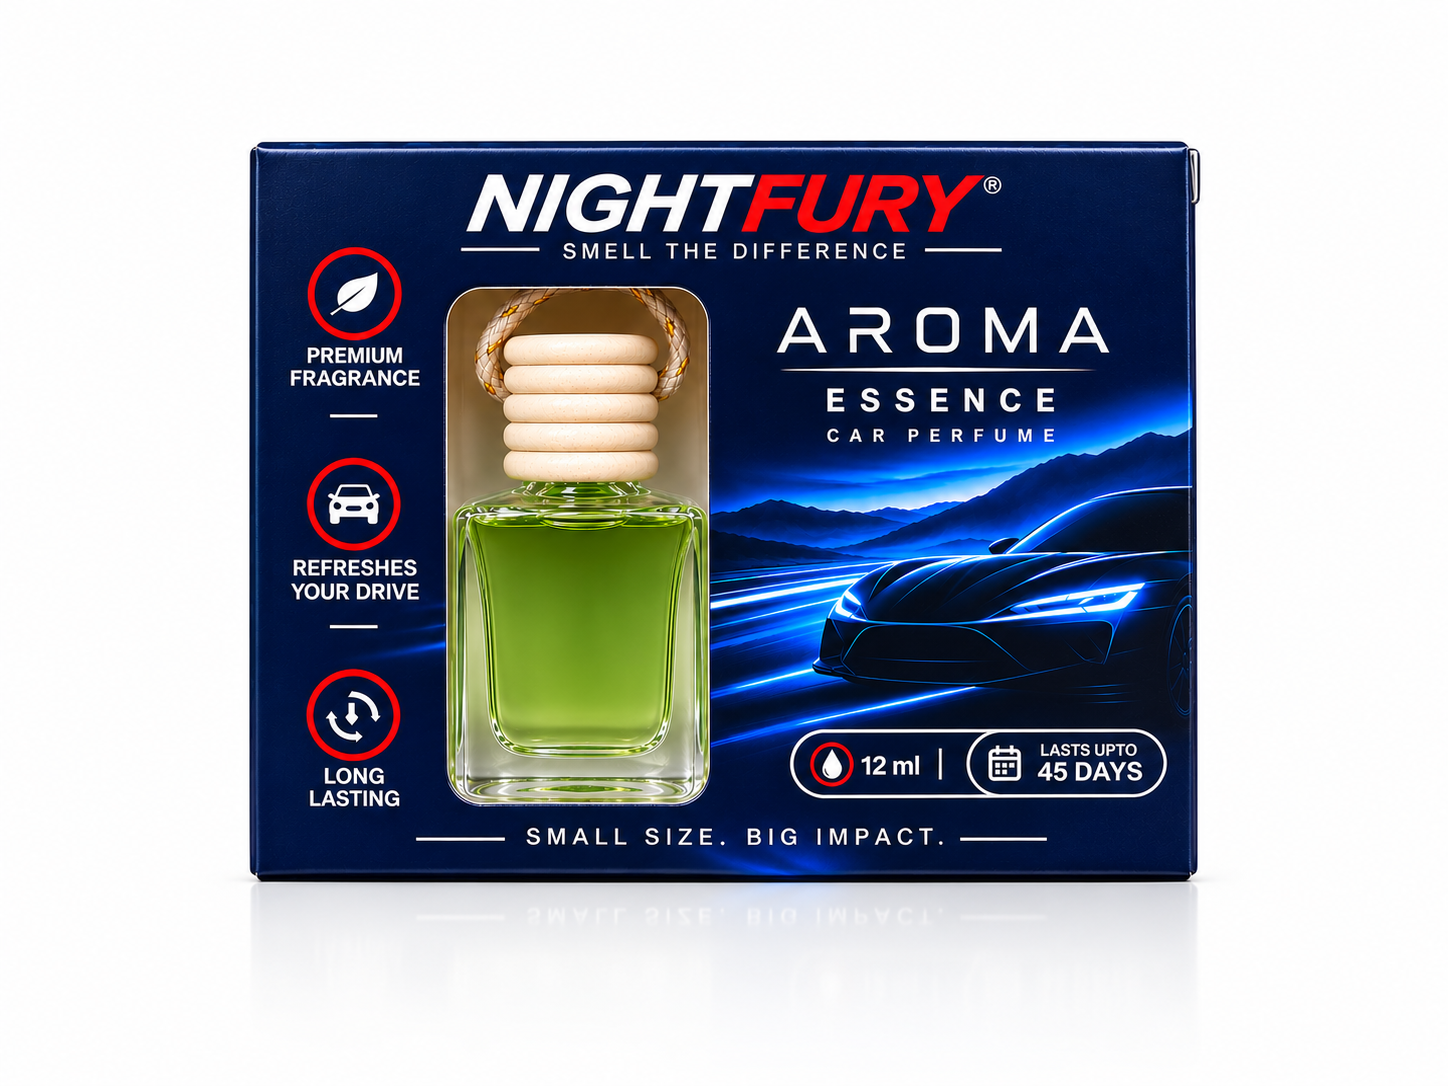 NIGHTFURY®
SMELL THE DIFFERENCE
PREMIUM
FRAGRANCE
REFRESHES
YOUR DRIVE
LONG
LASTING
AROMA
ESSENCE
CAR PERFUME
12 ml
LASTS UPTO
45 DAYS
SMALL SIZE. BIG IMPACT.